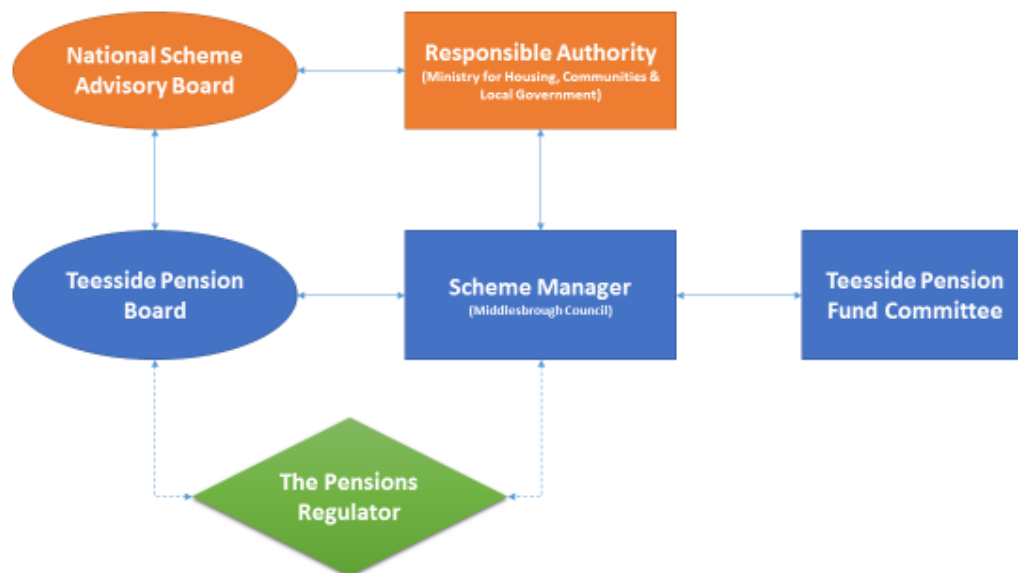 National Scheme
Advisory Board
Responsible Authority
(Ministry for Housing, Communities &
Local Government)
Teesside Pension
Board
Scheme Manager
(Middlesbrough Council)
Teesside Pension
Fund Committee
The Pensions
Regulator